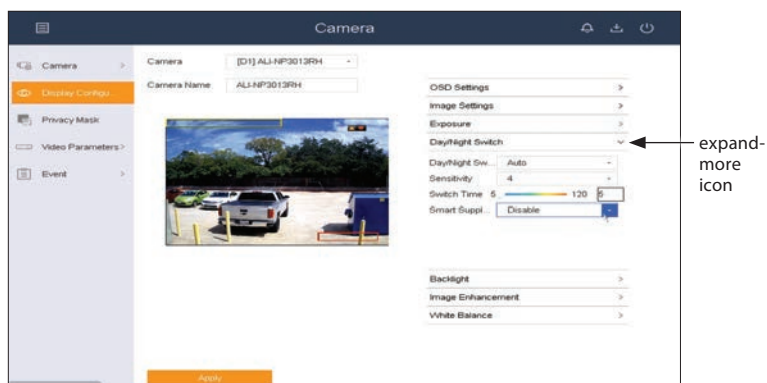 Camera
Camera
Display Configu...
Privacy Mask
Video Parameters
Event
Camera [D1] ALI-NP3013RH
Camera Name ALI-NP3013RH
OSD Settings
Image Settings
Exposure
Day/Night Switch
Day/Night Sw... Auto
Sensitivity 4
Switch Time 5 120 5
Smart Suppl... Disable
Backlight
Image Enhancement
White Balance
Apply
expand-
more
icon